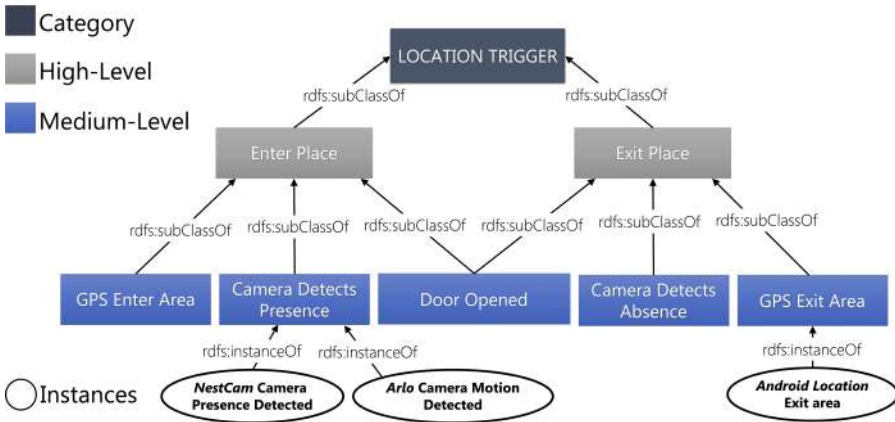 Category
High-Level
Medium-Level
LOCATION TRIGGER
rdfs:subClassOf
rdfs:subClassOf
Enter Place
Exit Place
rdfs:subClassOf
rdfs:subClassOf
rdfs:subClassOf
rdfs:subClassOf
rdfs:subClassOf
rdfs:subClassOf
GPS Enter Area
Camera Detects
Presence
Door Opened
Camera Detects
Absence
GPS Exit Area
rdfs:instanceOf
rdfs:instanceOf
rdfs:instanceOf
Instances
NestCam Camera
Presence Detected
Arlo Camera Motion
Detected
Android Location
Exit area